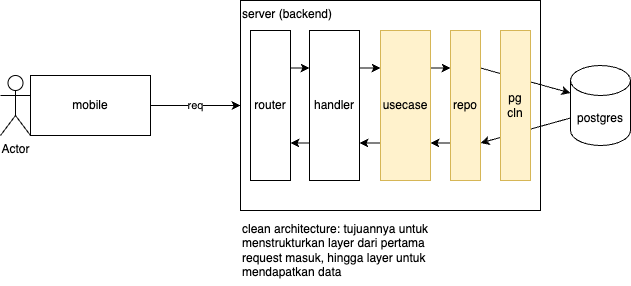 server (backend)
router
handler
usecase
repo
pg
cln
mobile
req
postgres
Actor
clean architecture: tujuannya untuk
menstrukturkan layer dari pertama
request masuk, hingga layer untuk
mendapatkan data